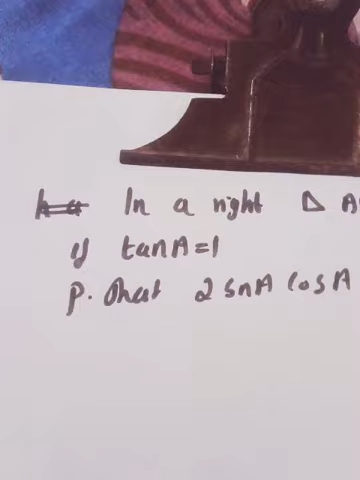 In a right △ A
if tanA=1
P. that 2 sinA CosA